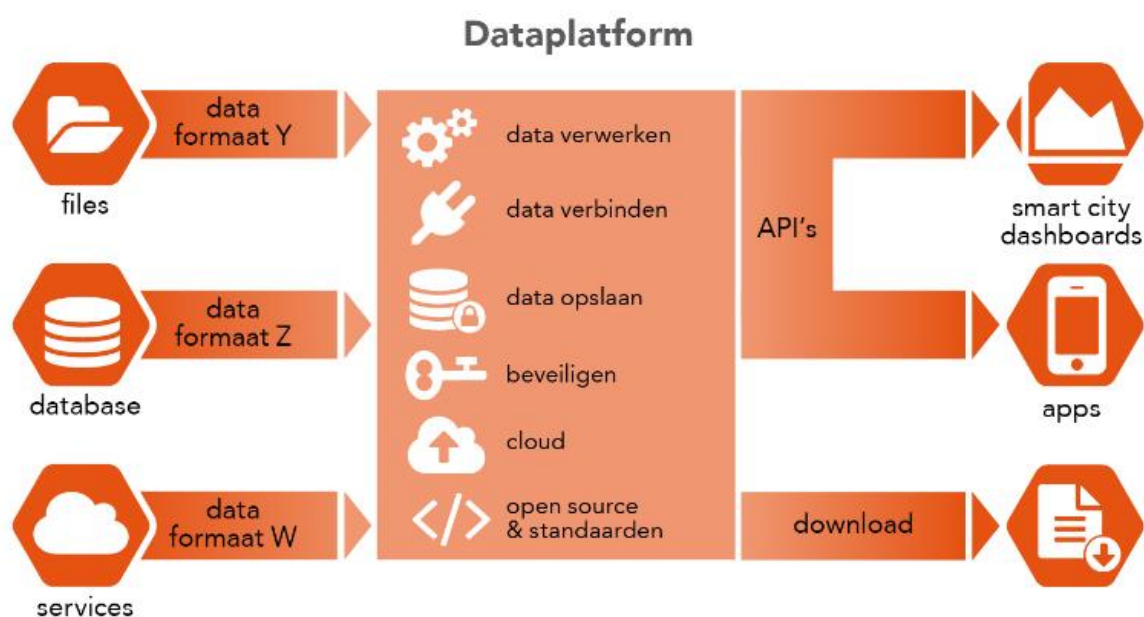 Dataplatform
data
formaat Y
files
data
formaat Z
database
data
formaat W
services
data verwerken
data verbinden
data opslaan
beveiligen
cloud
open source
& standaarden
API's
download
smart city
dashboards
apps